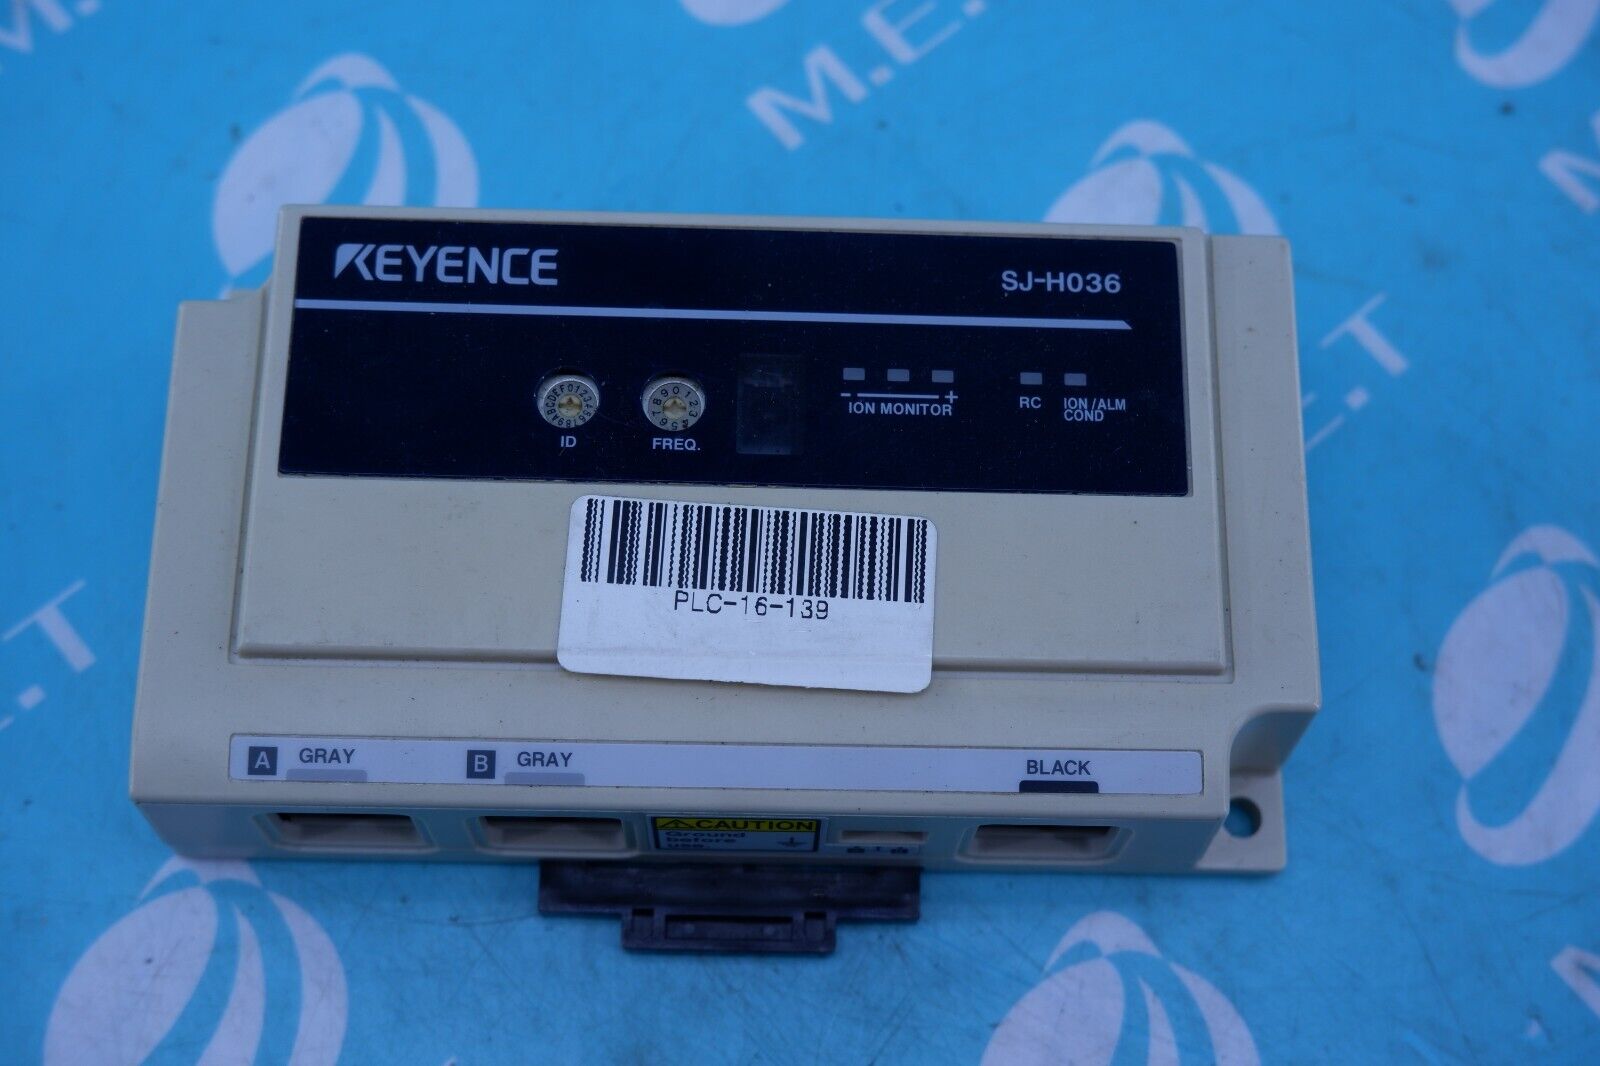 M.E.T
KEYENCE
SJ-H036
ID
FREQ.
- +
ION MONITOR
RC
ION/ALM
COND
PLC-16-139
A GRAY
B GRAY
BLACK
CAUTION
Ground
before
use.